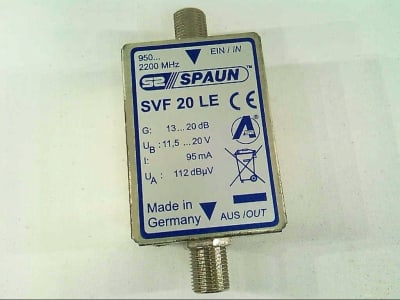 950...
2200 MHz
EIN / IN
SPAUN™
SVF 20 LE CE
G: 13...20 dB
UB: 11,5 ...20 V
I: 95 mA
UA: 112 dBµV
A
Made in
Germany
AUS /OUT